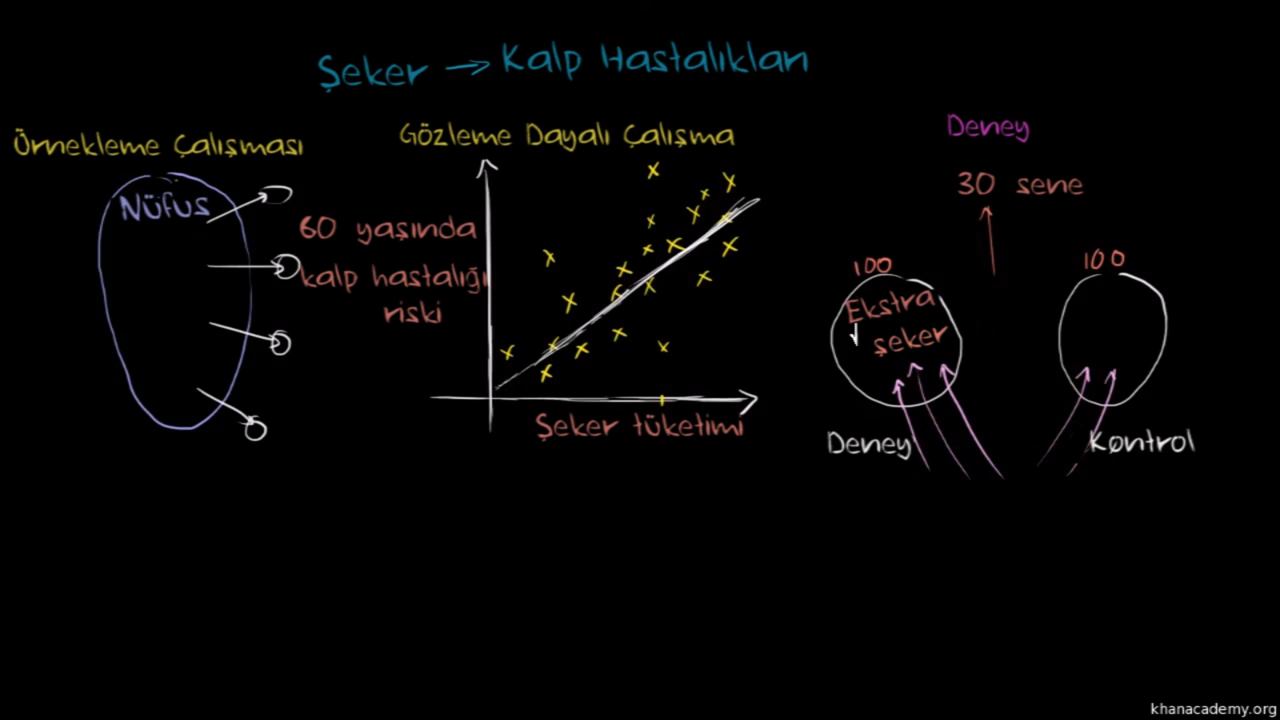 Şeker → Kalp Hastalıkları
Örnekleme Çalışması
Nüfus
Gözleme Dayalı Çalışma
60 yaşında
kalp hastalığı
riski
Şeker tüketimi
Deney
30 sene
100
100
Ekstra
şeker
Deney
Kontrol
khanacademy.org